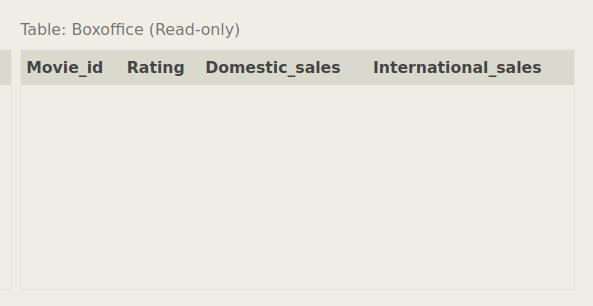 Table: Boxoffice (Read-only)
Movie_id Rating Domestic_sales International_sales